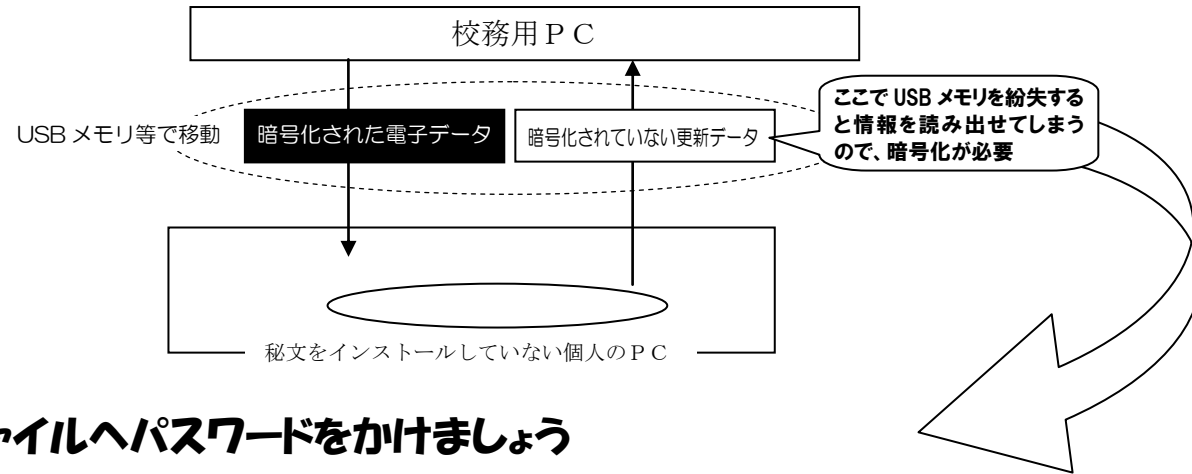 校務用ＰＣ
USB メモリ等で移動
暗号化された電子データ
暗号化されていない更新データ
ここで USB メモリを紛失する
と情報を読み出せてしまう
ので、暗号化が必要
秘文をインストールしていない個人のＰＣ
ァイルへパスワードをかけましょう